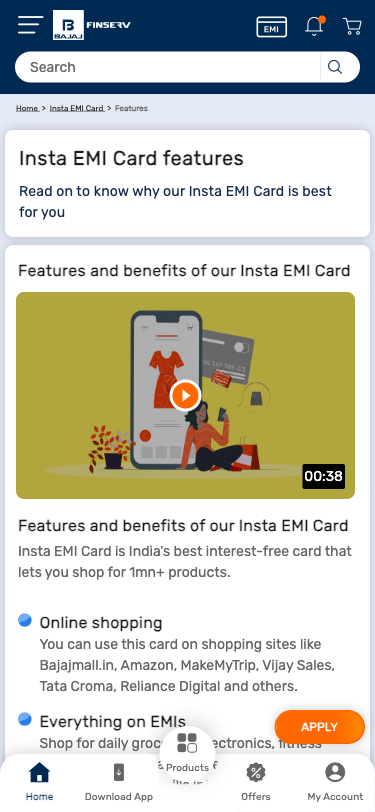 B
BAJAJ
FINSERV
EMI
Search
Home > Insta EMI Card > Features
Insta EMI Card features
Read on to know why our Insta EMI Card is best
for you
Features and benefits of our Insta EMI Card
00:38
Features and benefits of our Insta EMI Card
Insta EMI Card is India's best interest-free card that
lets you shop for 1mn+ products.
Online shopping
You can use this card on shopping sites like
Bajajmall.in, Amazon, MakeMyTrip, Vijay Sales,
Tata Croma, Reliance Digital and others.
Everything on EMIs
Shop for daily
APPLY
Home
Download App
Products
Offers
My Account